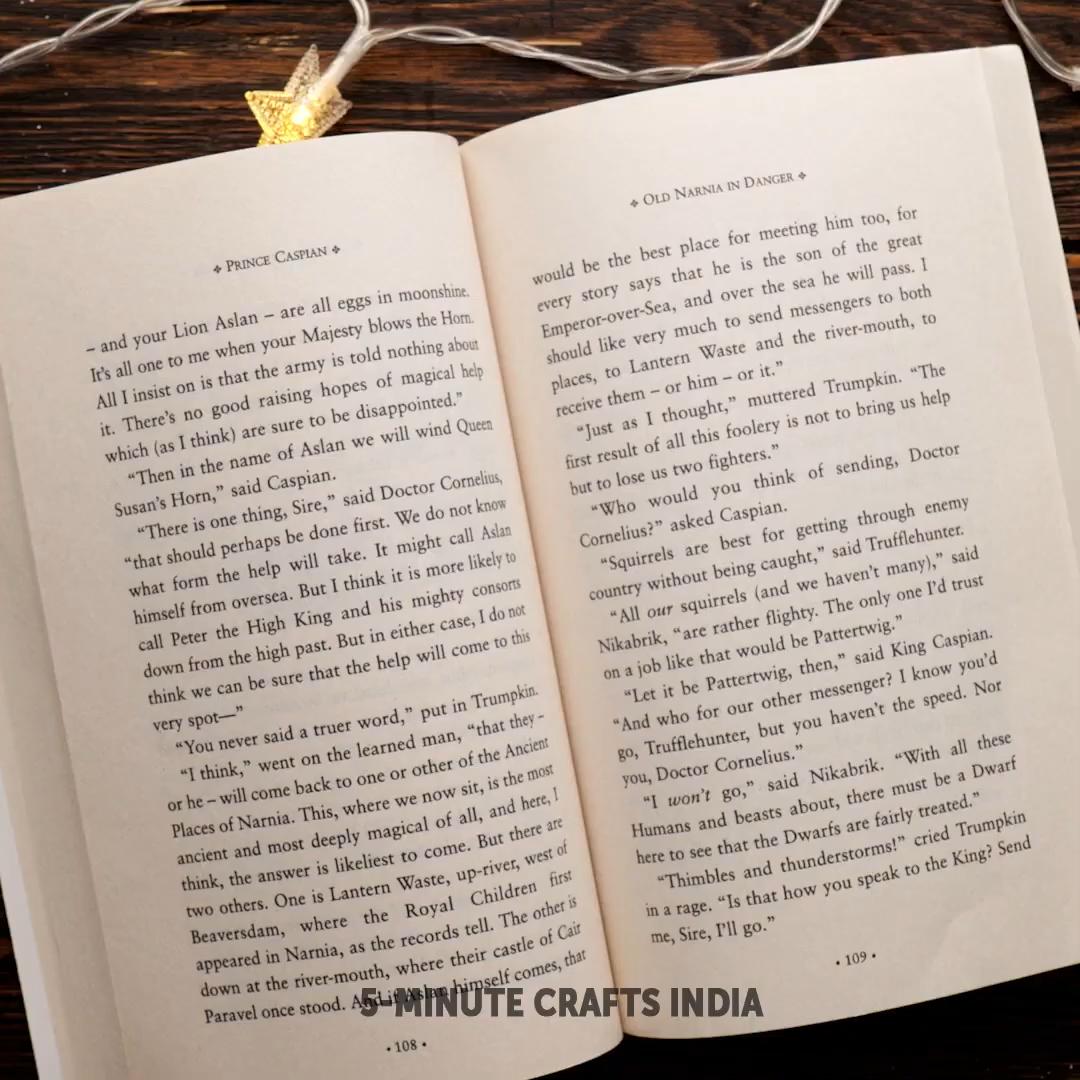 ❖ PRINCE CASPIAN ❖
– and your Lion Aslan – are all eggs in moonshine.
It's all one to me when your Majesty blows the Horn.
All I insist on is that the army is told nothing about
it. There's no good raising hopes of magical help
which (as I think) are sure to be disappointed.”
“Then in the name of Aslan we will wind Queen
Susan's Horn,” said Caspian.
“There is one thing, Sire,” said Doctor Cornelius,
“that should perhaps be done first. We do not know
what form the help will take. It might call Aslan
himself from oversea. But I think it is more likely to
call Peter the High King and his mighty consorts
down from the high past. But in either case, I do not
think we can be sure that the help will come to this
very spot—”
“You never said a truer word,” put in Trumpkin.
“I think,” went on the learned man, “that they –
or he – will come back to one or other of the Ancient
Places of Narnia. This, where we now sit, is the most
ancient and most deeply magical of all, and here, I
think, the answer is likeliest to come. But there are
two others. One is Lantern Waste, up-river, west of
Beaversdam, where the Royal Children first
appeared in Narnia, as the records tell. The other is
down at the river-mouth, where their castle of Cair
Paravel once stood. And if Aslan himself comes, that
• 108 •
❖ OLD NARNIA IN DANGER ❖
would be the best place for meeting him too, for
every story says that he is the son of the great
Emperor-over-Sea, and over the sea he will pass. I
should like very much to send messengers to both
places, to Lantern Waste and the river-mouth, to
receive them – or him – or it.”
“Just as I thought,” muttered Trumpkin. “The
first result of all this foolery is not to bring us help
but to lose us two fighters.”
“Who would you think of sending, Doctor
Cornelius?” asked Caspian.
“Squirrels are best for getting through enemy
country without being caught,” said Trufflehunter.
“All our squirrels (and we haven't many),” said
Nikabrik, “are rather flighty. The only one I'd trust
on a job like that would be Pattertwig.”
“Let it be Pattertwig, then,” said King Caspian.
“And who for our other messenger? I know you'd
go, Trufflehunter, but you haven't the speed. Nor
you, Doctor Cornelius.”
“I won't go,” said Nikabrik. “With all these
Humans and beasts about, there must be a Dwarf
here to see that the Dwarfs are fairly treated.”
“Thimbles and thunderstorms!” cried Trumpkin
in a rage. “Is that how you speak to the King? Send
me, Sire, I'll go.”
• 109 •
5-MINUTE CRAFTS INDIA